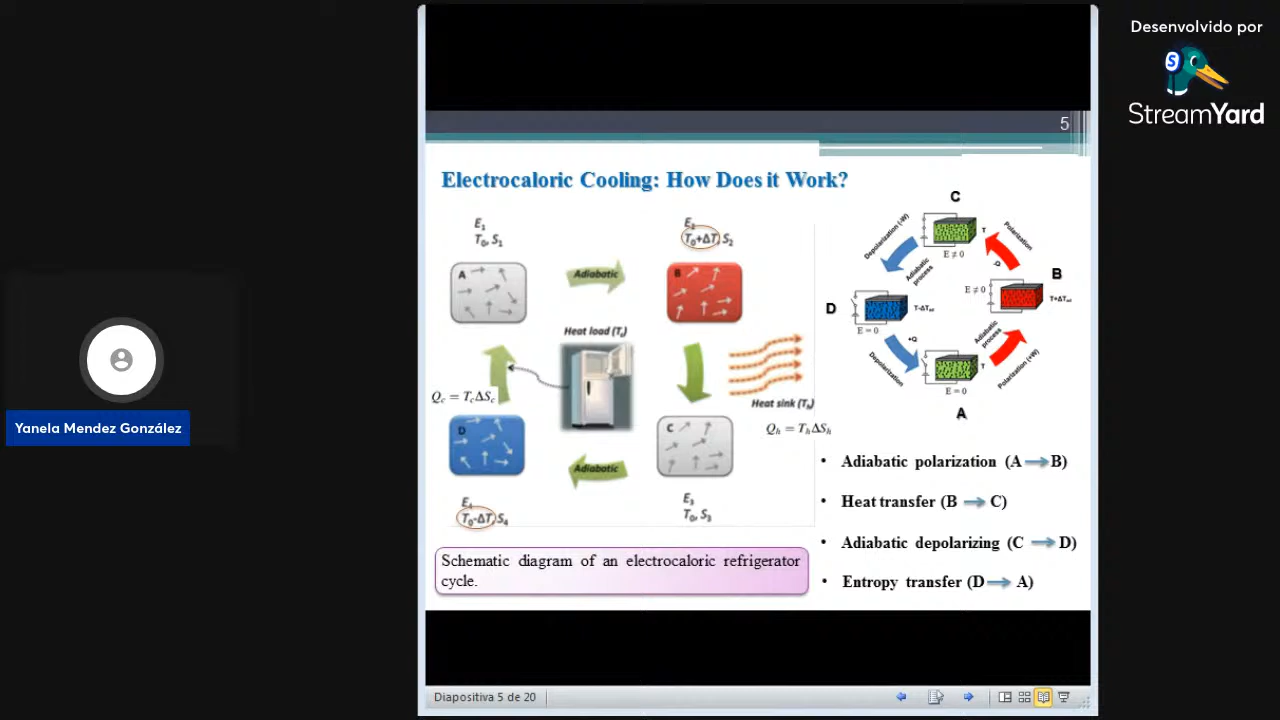 Desenvolvido por
StreamYard
Yanela Mendez González
5
Electrocaloric Cooling: How Does it Work?
E1
T0, S1
E2
T0+ΔT, S2
A
Adiabatic
B
Heat load (Tc)
Qc = TcΔSc
Heat sink (Th)
Qh = ThΔSh
D
Adiabatic
C
E4
T0-ΔT, S4
E3
T0, S3
Schematic diagram of an electrocaloric refrigerator
cycle.
C
Depolarization (-W)
Adiabatic
process
T
E ≠ 0
Polarization
-Q
B
E ≠ 0
D
E = 0
+Q
Depolarization
Adiabatic
process
Polarization (+W)
T
E = 0
A
• Adiabatic polarization (A → B)
• Heat transfer (B → C)
• Adiabatic depolarizing (C → D)
• Entropy transfer (D → A)
Diapositiva 5 de 20